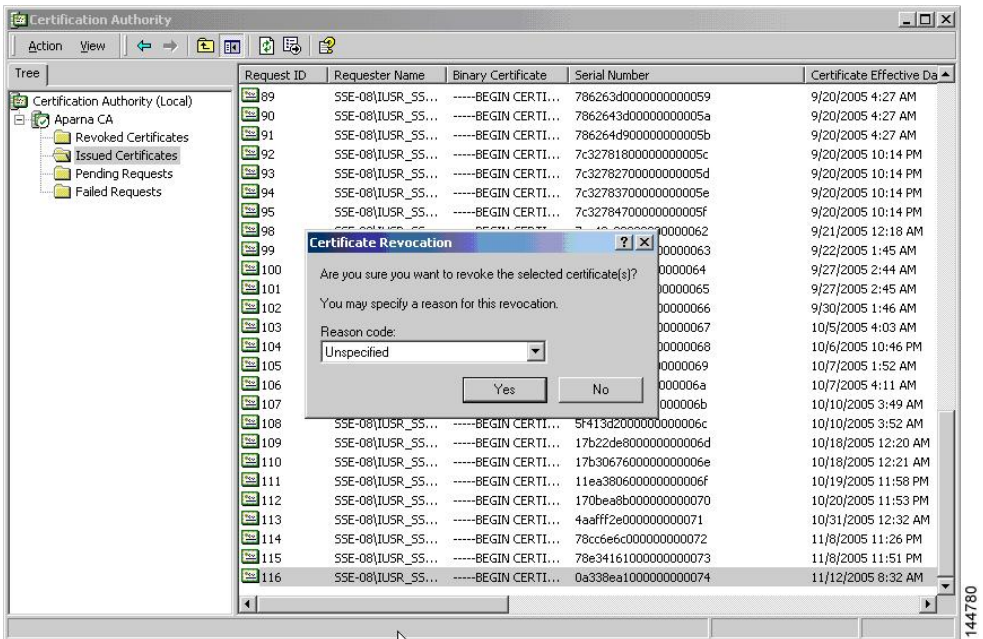 Certification Authority
Action View
Tree
Request ID Requester Name Binary Certificate Serial Number Certificate Effective Da
Certification Authority (Local)
Aparna CA
Revoked Certificates
Issued Certificates
Pending Requests
Failed Requests
89 SSE-08\IUSR_SS... -----BEGIN CERTI... 786263d0000000000059 9/20/2005 4:27 AM
90 SSE-08\IUSR_SS... -----BEGIN CERTI... 7862643d00000000005a 9/20/2005 4:27 AM
91 SSE-08\IUSR_SS... -----BEGIN CERTI... 786264d900000000005b 9/20/2005 4:27 AM
92 SSE-08\IUSR_SS... -----BEGIN CERTI... 7c32781800000000005c 9/20/2005 10:14 PM
93 SSE-08\IUSR_SS... -----BEGIN CERTI... 7c32782700000000005d 9/20/2005 10:14 PM
94 SSE-08\IUSR_SS... -----BEGIN CERTI... 7c32783700000000005e 9/20/2005 10:14 PM
95 SSE-08\IUSR_SS... -----BEGIN CERTI... 7c32784700000000005f 9/20/2005 10:14 PM
98 0000062 9/21/2005 12:18 AM
99 0000063 9/22/2005 1:45 AM
100 0000064 9/27/2005 2:44 AM
101 0000065 9/27/2005 2:45 AM
102 0000066 9/30/2005 1:46 AM
103 0000067 10/5/2005 4:03 AM
104 0000068 10/6/2005 10:46 PM
105 0000069 10/7/2005 1:52 AM
106 000006a 10/7/2005 4:11 AM
107 000006b 10/10/2005 3:49 AM
Certificate Revocation
Are you sure you want to revoke the selected certificate(s)?
You may specify a reason for this revocation.
Reason code:
Unspecified
Yes No
108 SSE-08\IUSR_SS... -----BEGIN CERTI... 5f413d2000000000006c 10/10/2005 3:52 AM
109 SSE-08\IUSR_SS... -----BEGIN CERTI... 17b22de800000000006d 10/18/2005 12:20 AM
110 SSE-08\IUSR_SS... -----BEGIN CERTI... 17b3067600000000006e 10/18/2005 12:21 AM
111 SSE-08\IUSR_SS... -----BEGIN CERTI... 11ea380600000000006f 10/19/2005 11:58 PM
112 SSE-08\IUSR_SS... -----BEGIN CERTI... 170bea8b000000000070 10/20/2005 11:53 PM
113 SSE-08\IUSR_SS... -----BEGIN CERTI... 4aafff2e000000000071 10/31/2005 12:32 AM
114 SSE-08\IUSR_SS... -----BEGIN CERTI... 78cc6e6c000000000072 11/8/2005 11:26 PM
115 SSE-08\IUSR_SS... -----BEGIN CERTI... 78e34161000000000073 11/8/2005 11:51 PM
116 SSE-08\IUSR_SS... -----BEGIN CERTI... 0a338ea1000000000074 11/12/2005 8:32 AM
144780